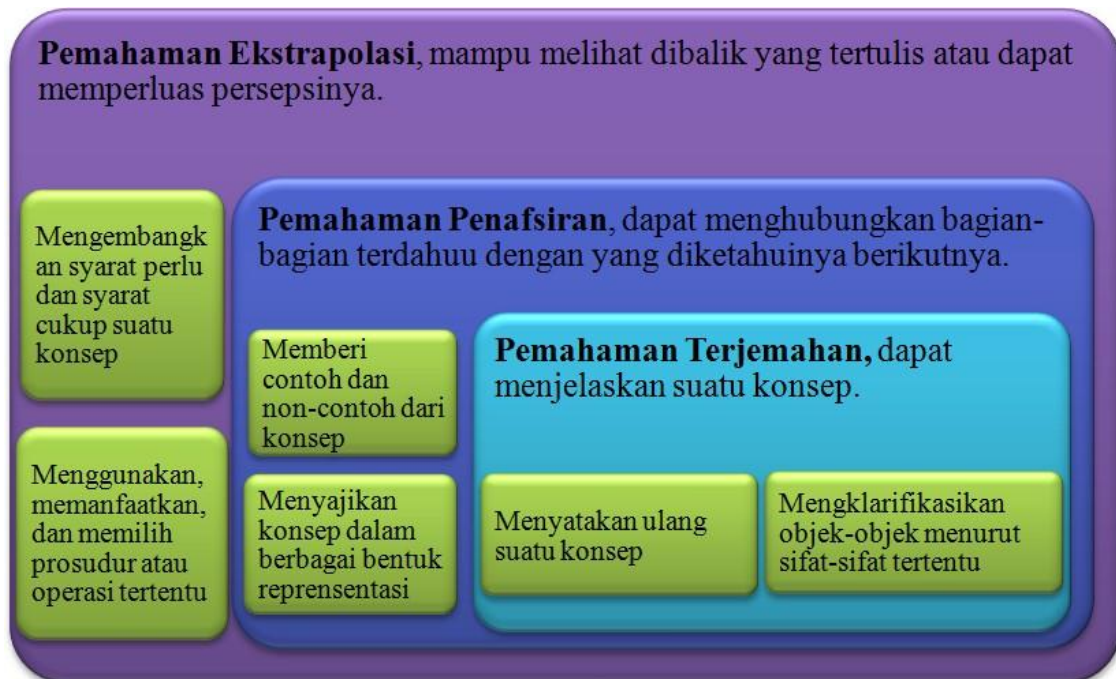 Pemahaman Ekstrapolasi, mampu melihat dibalik yang tertulis atau dapat
memperluas persepsinya.
Mengembangk
an syarat perlu
dan syarat
cukup suatu
konsep
Menggunakan,
memanfaatkan,
dan memilih
prosudur atau
operasi tertentu
Pemahaman Penafsiran, dapat menghubungkan bagian-
bagian terdahuu dengan yang diketahuinya berikutnya.
Memberi
contoh dan
non-contoh dari
konsep
Menyajikan
konsep dalam
berbagai bentuk
reprensentasi
Pemahaman Terjemahan, dapat
menjelaskan suatu konsep.
Menyatakan ulang
suatu konsep
Mengklarifikasikan
objek-objek menurut
sifat-sifat tertentu